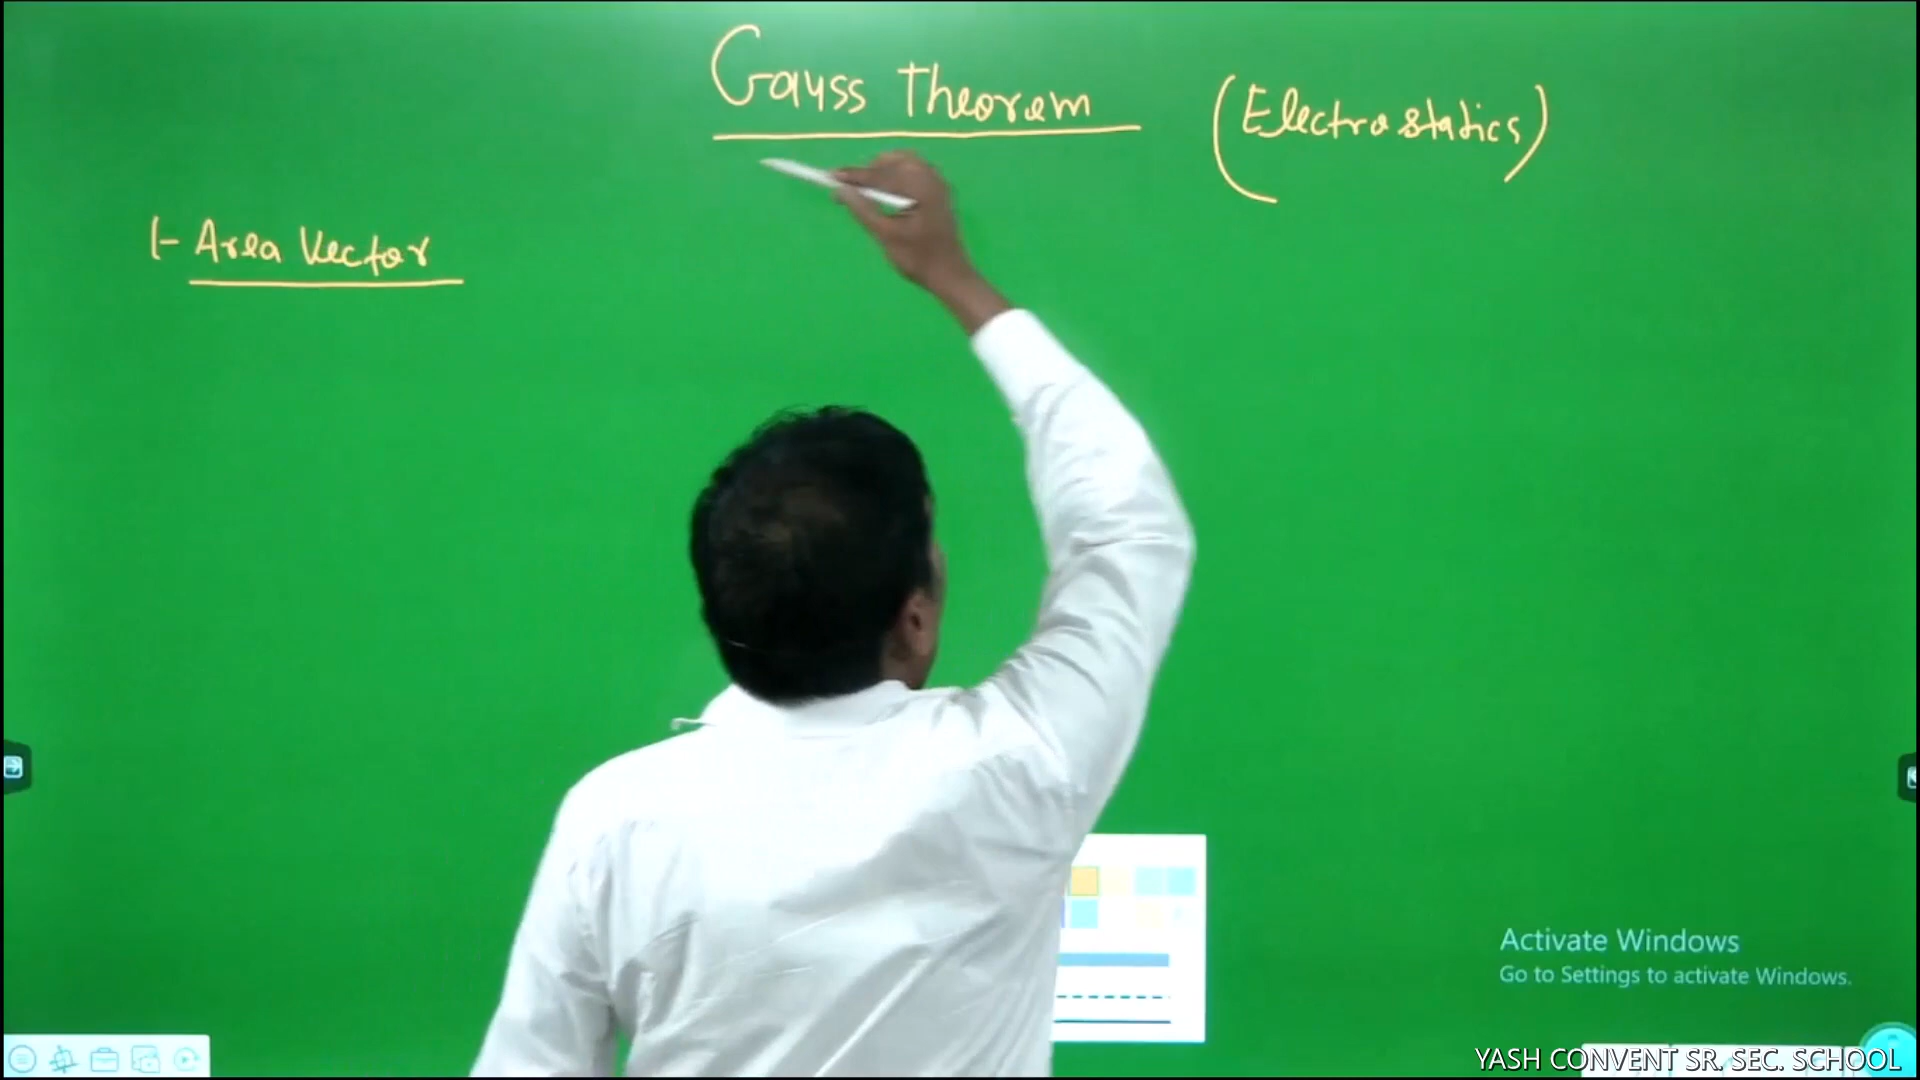 Gauss Theorem (Electrostatics)
1- Area Vector
Activate Windows
Go to Settings to activate Windows.
YASH CONVENT SR. SEC. SCHOOL